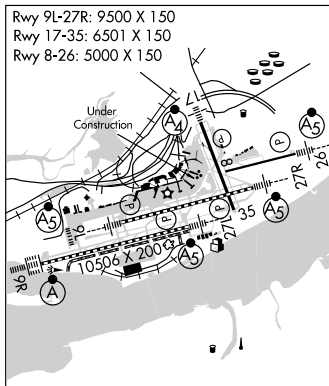 Rwy 9L-27R: 9500 X 150
Rwy 17-35: 6501 X 150
Rwy 8-26: 5000 X 150
Under
Construction
17
A4
A5
P
P
8
P
26
27R
A5
P
P
9L
A5
35
27L
P
A5
10506 X 200
9R
A
A5